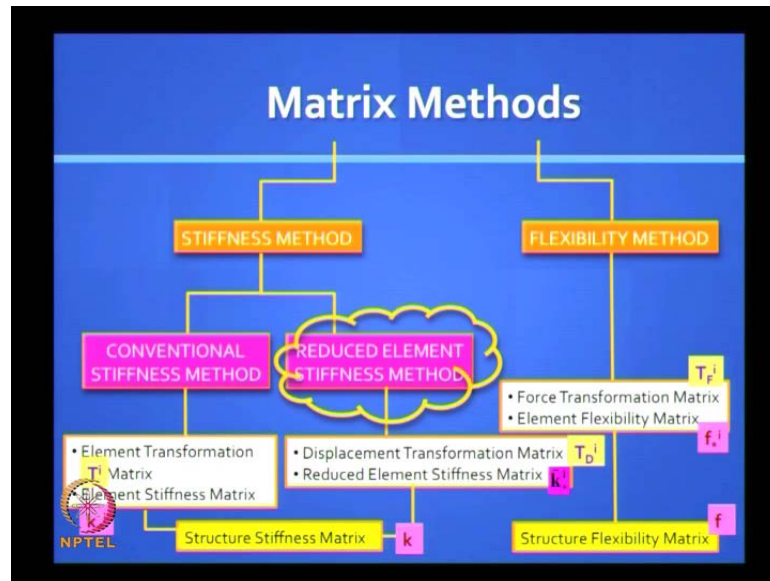 Matrix Methods
STIFFNESS METHOD
FLEXIBILITY METHOD
CONVENTIONAL
STIFFNESS METHOD
REDUCED ELEMENT
STIFFNESS METHOD
T_F^i
• Force Transformation Matrix
• Element Flexibility Matrix
f_*^i
• Element Transformation
T^i Matrix
• Element Stiffness Matrix
k
• Displacement Transformation Matrix T_D^i
• Reduced Element Stiffness Matrix k̃_*^i
Structure Stiffness Matrix k
Structure Flexibility Matrix f
NPTEL